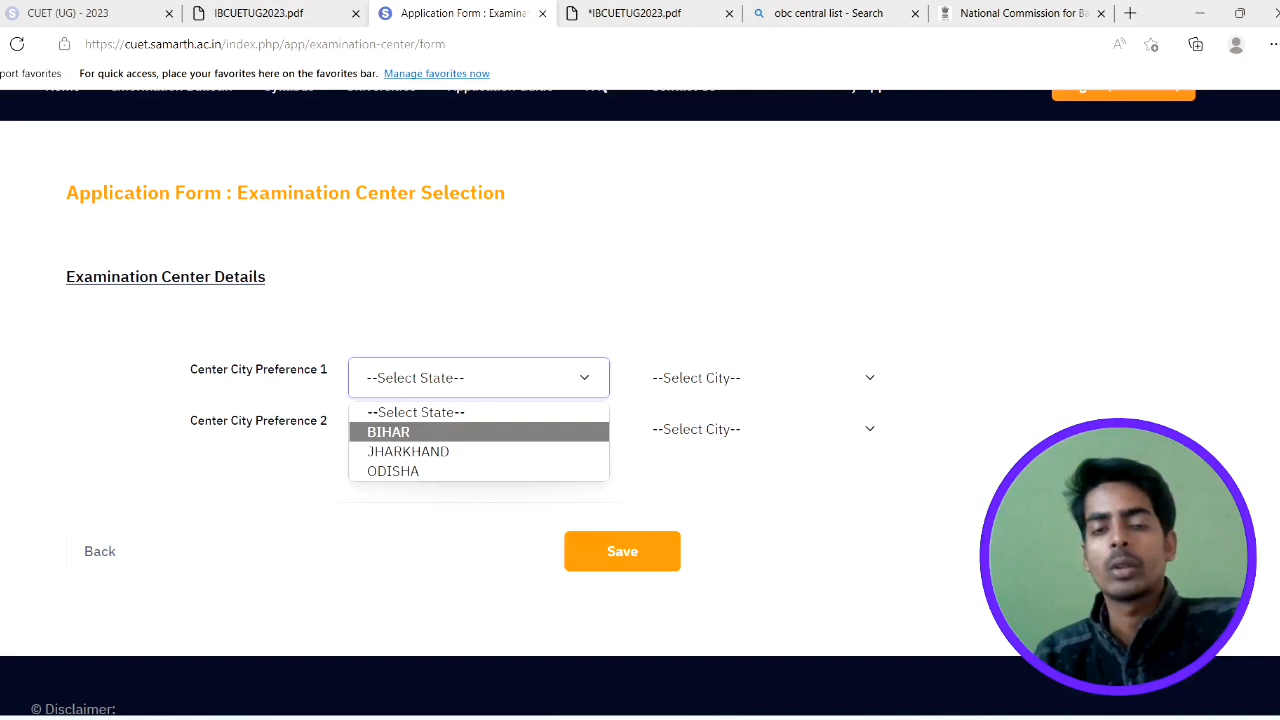 CUET (UG) - 2023
IBCUETUG2023.pdf
Application Form : Examina
*IBCUETUG2023.pdf
obc central list - Search
National Commission for Ba
https://cuet.samarth.ac.in/index.php/app/examination-center/form
port favorites
For quick access, place your favorites here on the favorites bar. Manage favorites now
Application Form : Examination Center Selection
Examination Center Details
Center City Preference 1
--Select State--
--Select City--
--Select State--
Center City Preference 2
--Select City--
BIHAR
JHARKHAND
ODISHA
Back
Save
© Disclaimer: